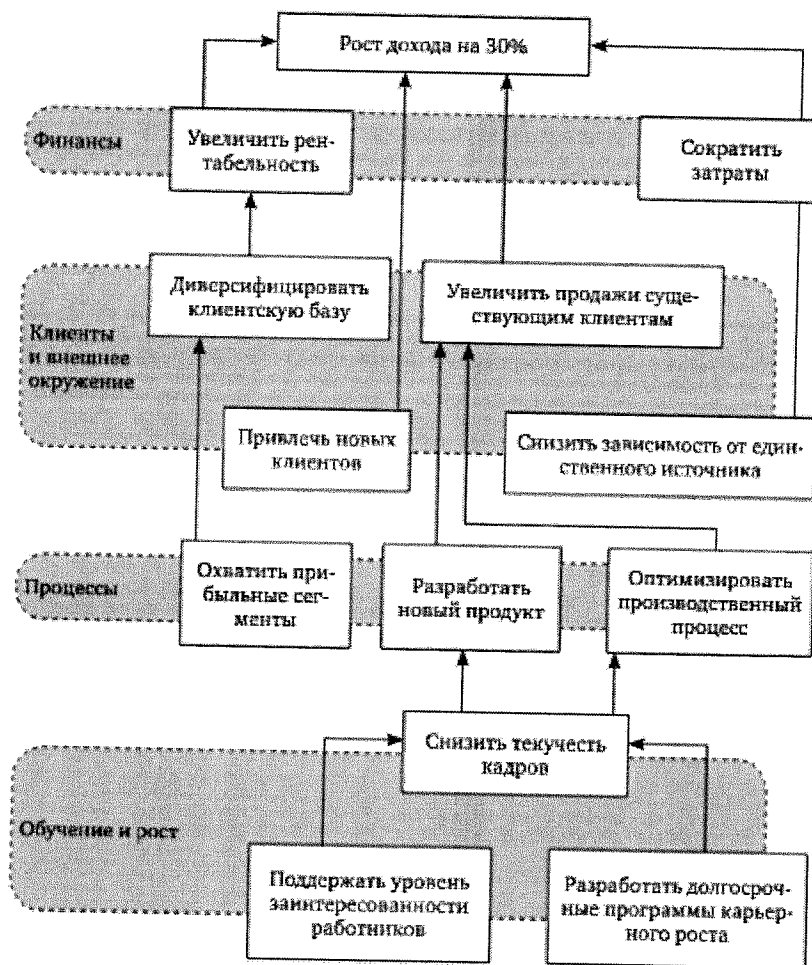 Рост дохода на 30%
Финансы
Увеличить рен-
табельность
Сократить
затраты
Диверсифицировать
клиентскую базу
Увеличить продажи суще-
ствующим клиентам
Клиенты
и внешнее
окружение
Привлечь новых
клиентов
Снизить зависимость от един-
ственного источника
Процессы
Охватить при-
быльные сег-
менты
Разработать
новый продукт
Оптимизировать
производственный
процесс
Снизить текучесть
кадров
Обучение и рост
Поддержать уровень
заинтересованности
работников
Разработать долгосроч-
ные программы карьер-
ного роста